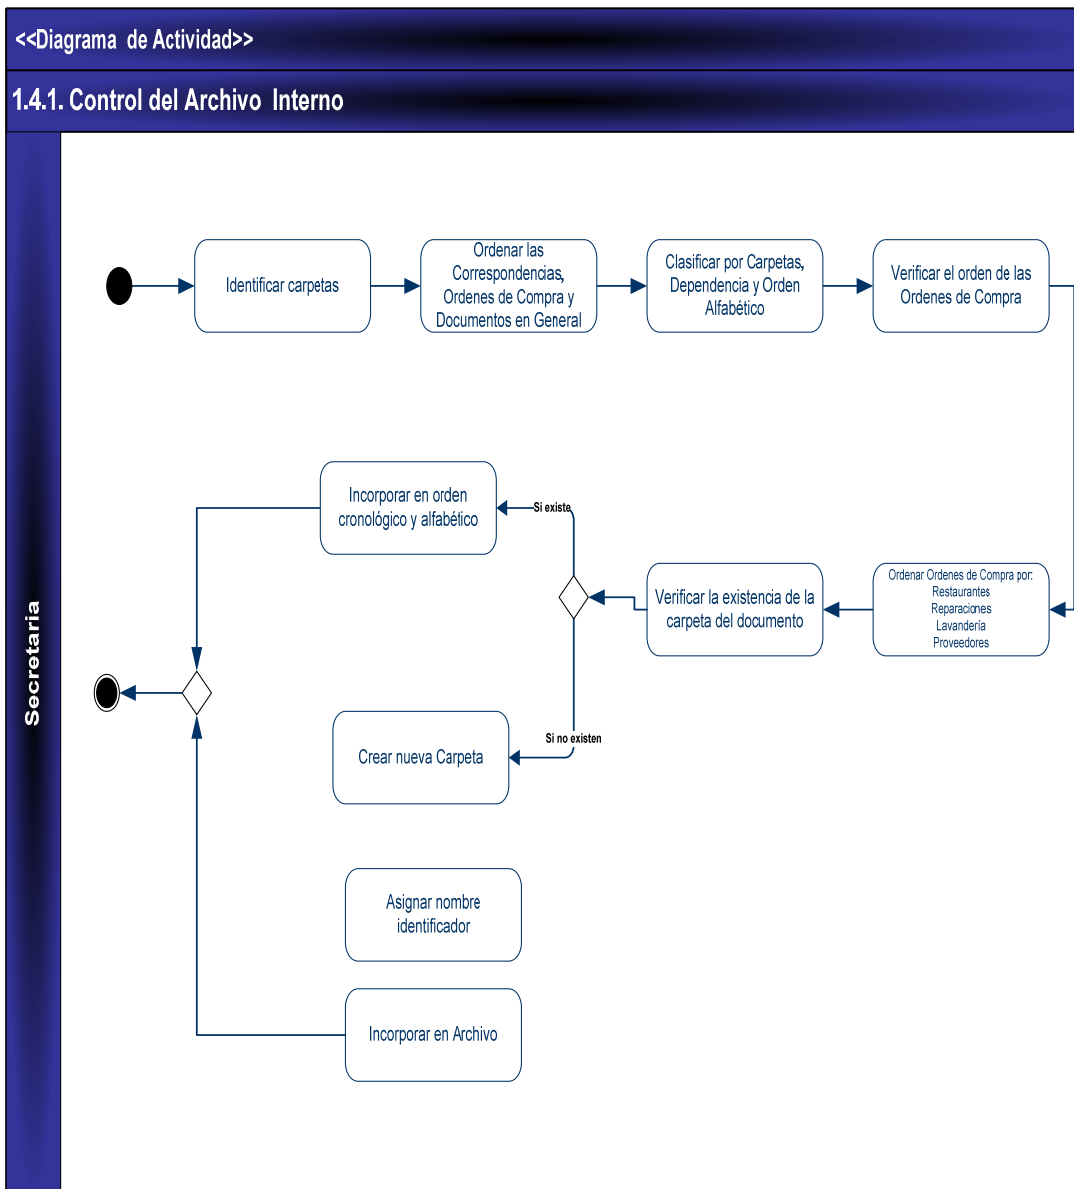 <<Diagrama de Actividad>>
1.4.1. Control del Archivo Interno
Secretaria
Identificar carpetas
Ordenar las
Correspondencias,
Ordenes de Compra y
Documentos en General
Clasificar por Carpetas,
Dependencia y Orden
Alfabético
Verificar el orden de las
Ordenes de Compra
Ordenar Ordenes de Compra por:
Restaurantes
Reparaciones
Lavandería
Proveedores
Verificar la existencia de la
carpeta del documento
Si existe
Incorporar en orden
cronológico y alfabético
Si no existen
Crear nueva Carpeta
Asignar nombre
identificador
Incorporar en Archivo